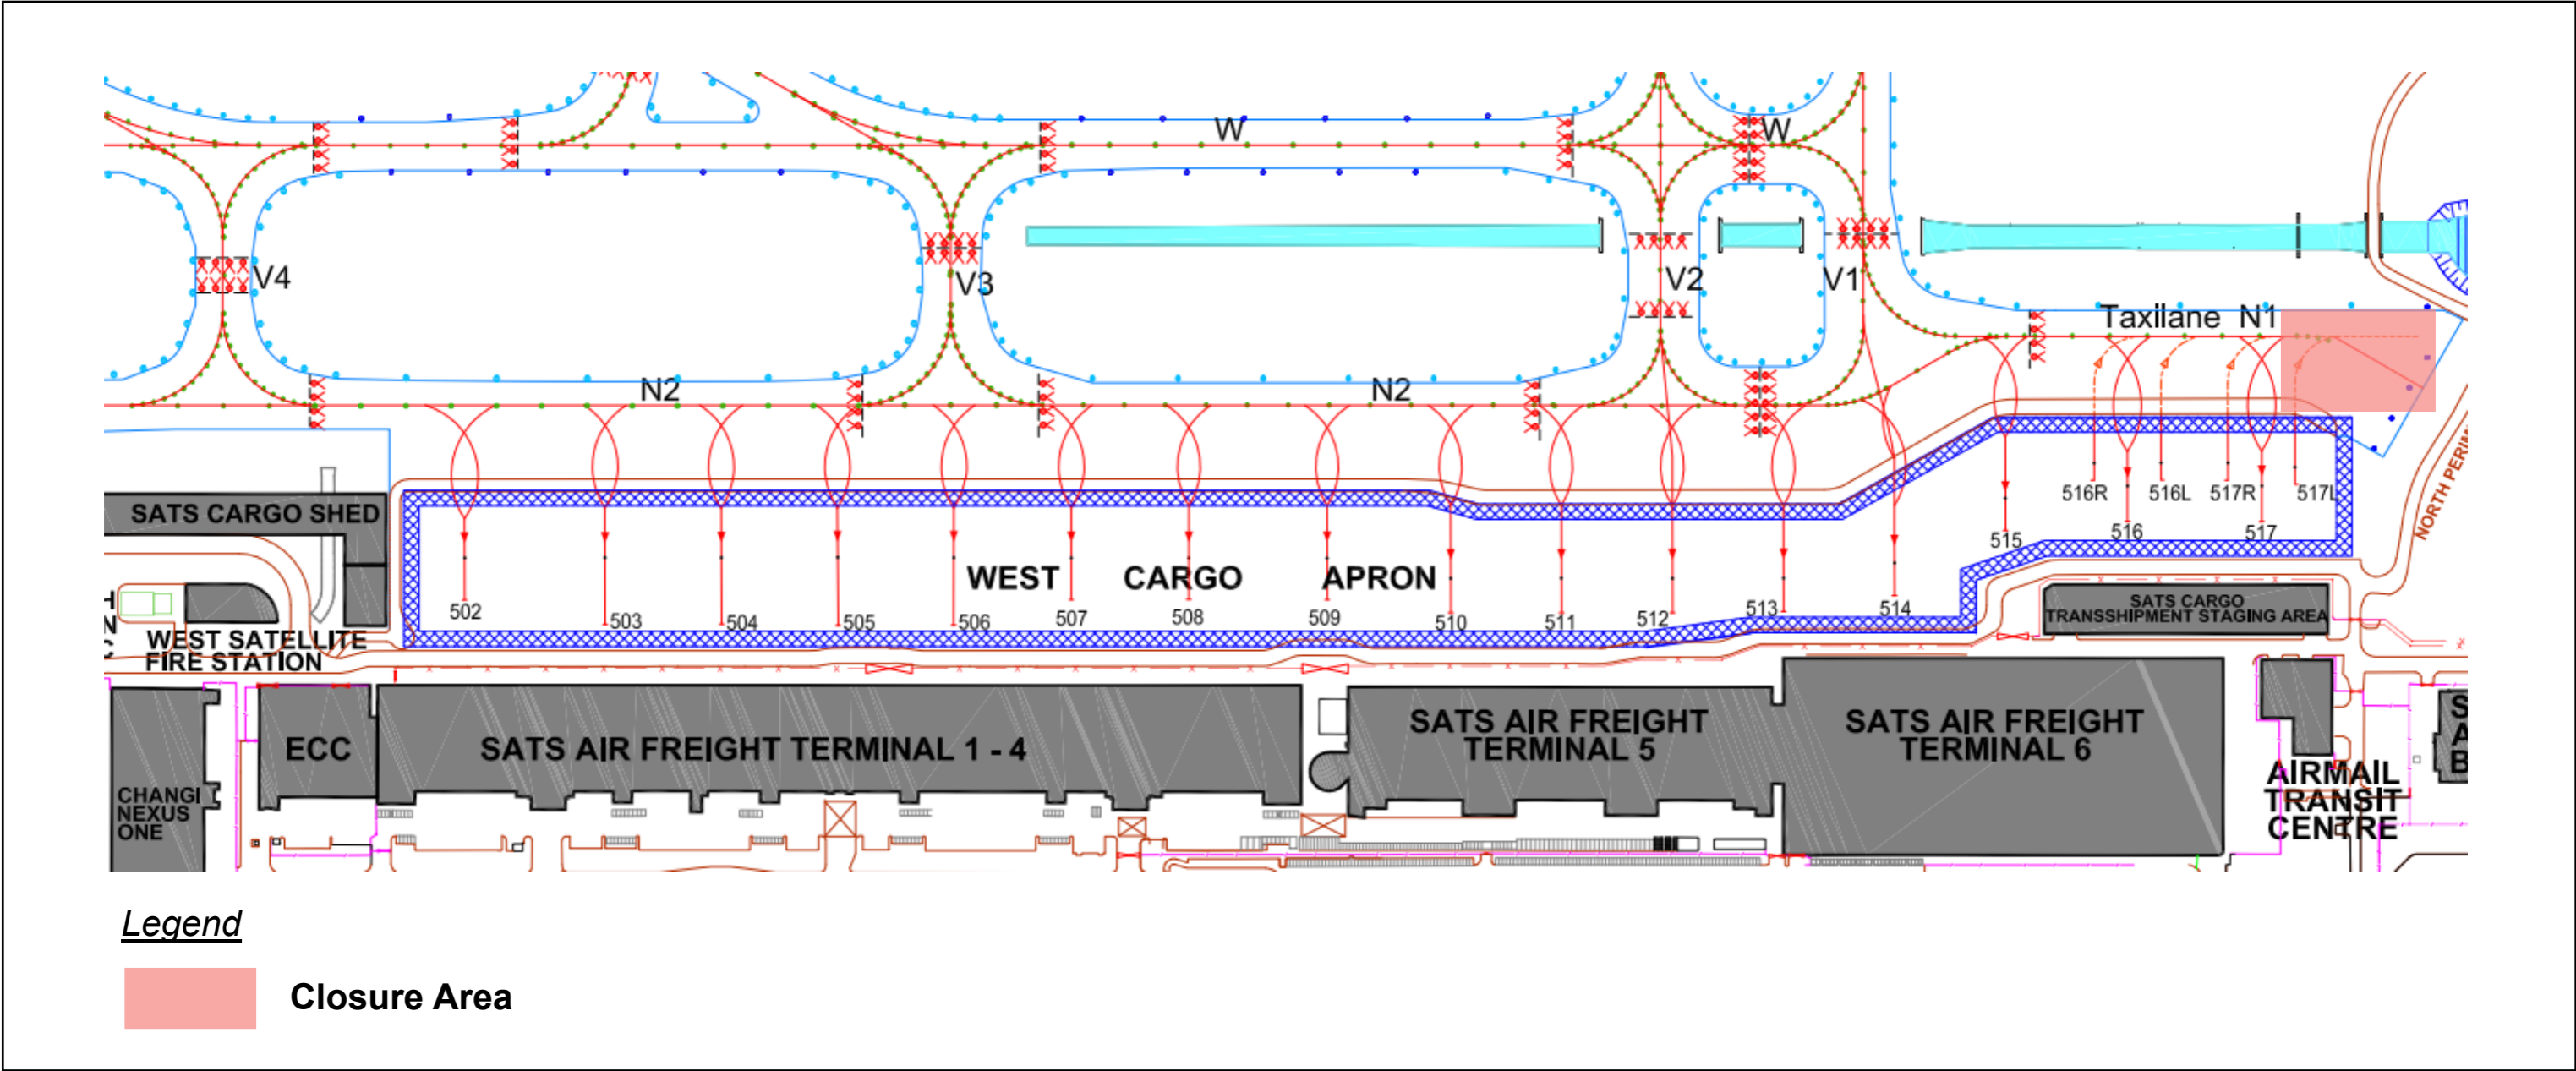 W
W
V4
V3
V2
V1
Taxilane N1
N2
N2
516R
516L
517R
517L
515
516
517
NORTH PERIM
SATS CARGO SHED
WEST CARGO APRON
502
503
504
505
506
507
508
509
510
511
512
513
514
SATS CARGO
TRANSSHIPMENT STAGING AREA
WEST SATELLITE
FIRE STATION
CHANGI
NEXUS
ONE
ECC
SATS AIR FREIGHT TERMINAL 1 - 4
SATS AIR FREIGHT
TERMINAL 5
SATS AIR FREIGHT
TERMINAL 6
AIRMAIL
TRANSIT
CENTRE
S
A
B
Legend
Closure Area